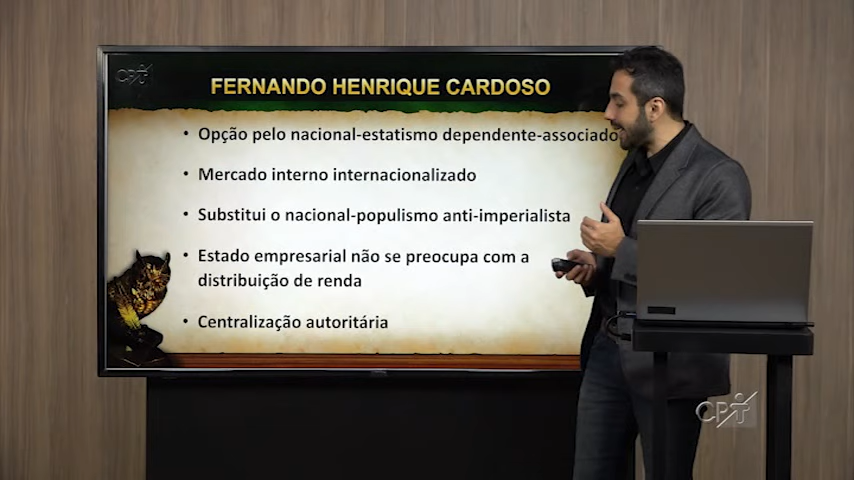 CPT
FERNANDO HENRIQUE CARDOSO
• Opção pelo nacional-estatismo dependente-associado
• Mercado interno internacionalizado
• Substitui o nacional-populismo anti-imperialista
• Estado empresarial não se preocupa com a
distribuição de renda
• Centralização autoritária
CPT